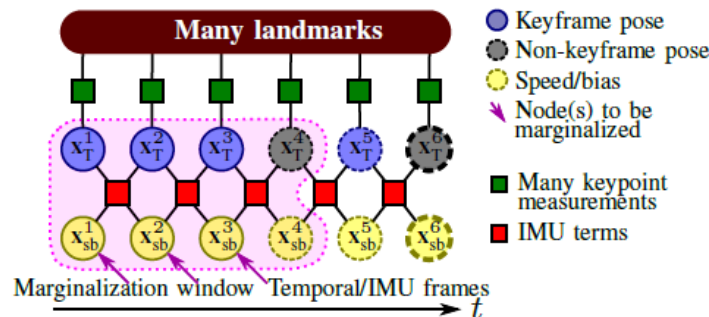 Many landmarks
Keyframe pose
Non-keyframe pose
Speed/bias
Node(s) to be
marginalized
Many keypoint
measurements
IMU terms
x_T^1 x_T^2 x_T^3 x_T^4 x_T^5 x_T^6
x_sb^1 x_sb^2 x_sb^3 x_sb^4 x_sb^5 x_sb^6
Marginalization window Temporal/IMU frames
t